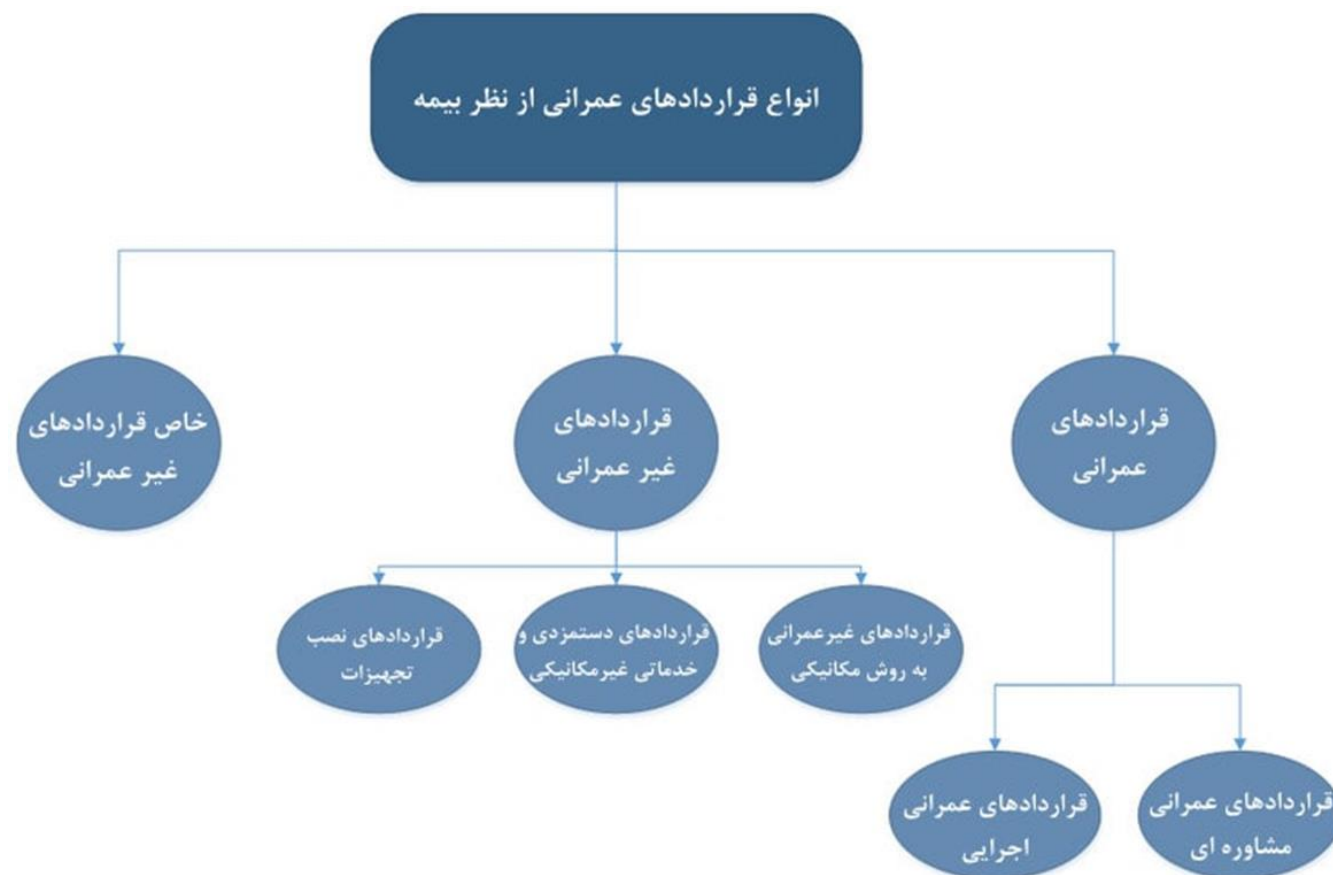 انواع قراردادهای عمرانی از نظر بیمه
قراردادهای
عمرانی
قراردادهای
غیر عمرانی
خاص قراردادهای
غیر عمرانی
قراردادهای غیرعمرانی
به روش مکانیکی
قراردادهای دستمزدی و
خدماتی غیرمکانیکی
قراردادهای نصب
تجهیزات
قراردادهای عمرانی
مشاوره ای
قراردادهای عمرانی
اجرایی